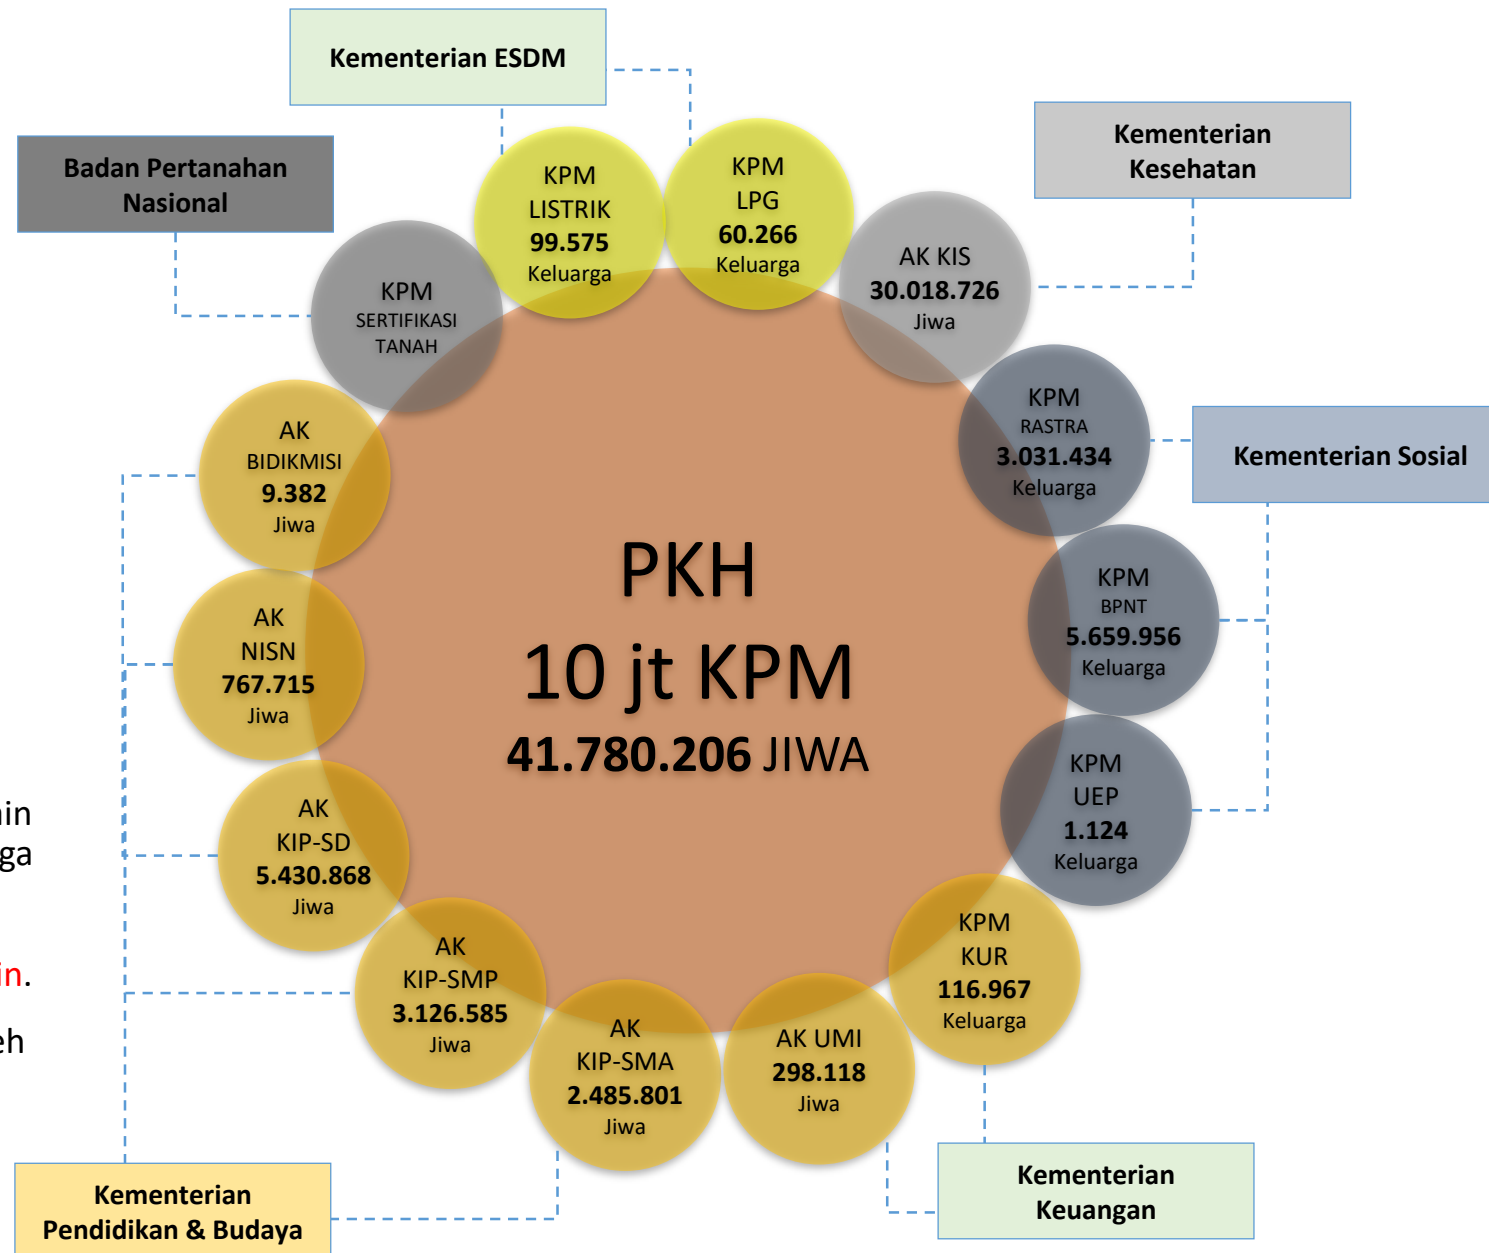 Kementerian ESDM
Kementerian
Kesehatan
Badan Pertanahan
Nasional
KPM
LISTRIK
99.575
Keluarga
KPM
LPG
60.266
Keluarga
AK KIS
30.018.726
Jiwa
KPM
SERTIFIKASI
TANAH
KPM
RASTRA
3.031.434
Keluarga
Kementerian Sosial
AK
BIDIKMISI
9.382
Jiwa
PKH
10 jt KPM
41.780.206 JIWA
KPM
BPNT
5.659.956
Keluarga
AK
NISN
767.715
Jiwa
KPM
UEP
1.124
Keluarga
AK
KIP-SD
5.430.868
Jiwa
KPM
KUR
116.967
Keluarga
AK
KIP-SMP
3.126.585
Jiwa
AK
KIP-SMA
2.485.801
Jiwa
AK UMI
298.118
Jiwa
Kementerian
Pendidikan & Budaya
Kementerian
Keuangan